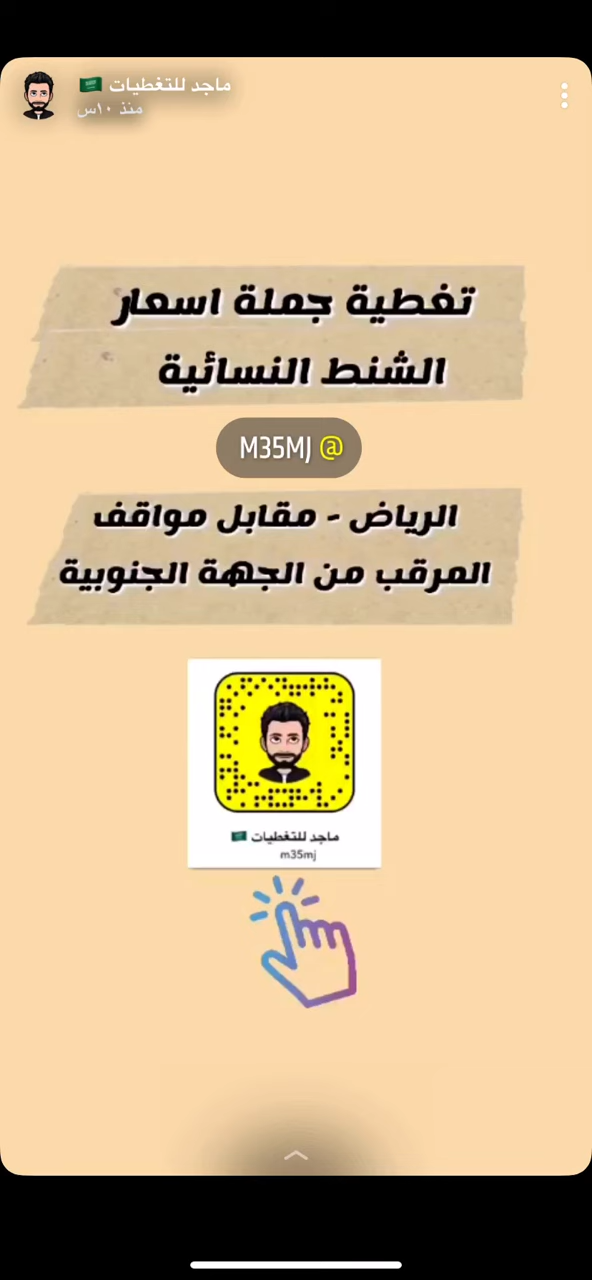 ماجد للتغطيات 🇸🇦
منذ ١٠س
تغطية جملة اسعار
الشنط النسائية
M35MJ @
الرياض - مقابل مواقف
المرقب من الجهة الجنوبية
ماجد للتغطيات 🇸🇦
m35mj